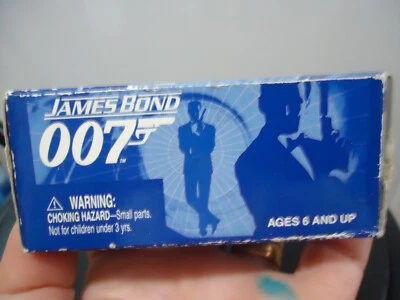 JAMES BOND
007
TM
WARNING:
CHOKING HAZARD—Small parts.
Not for children under 3 yrs.
AGES 6 AND UP